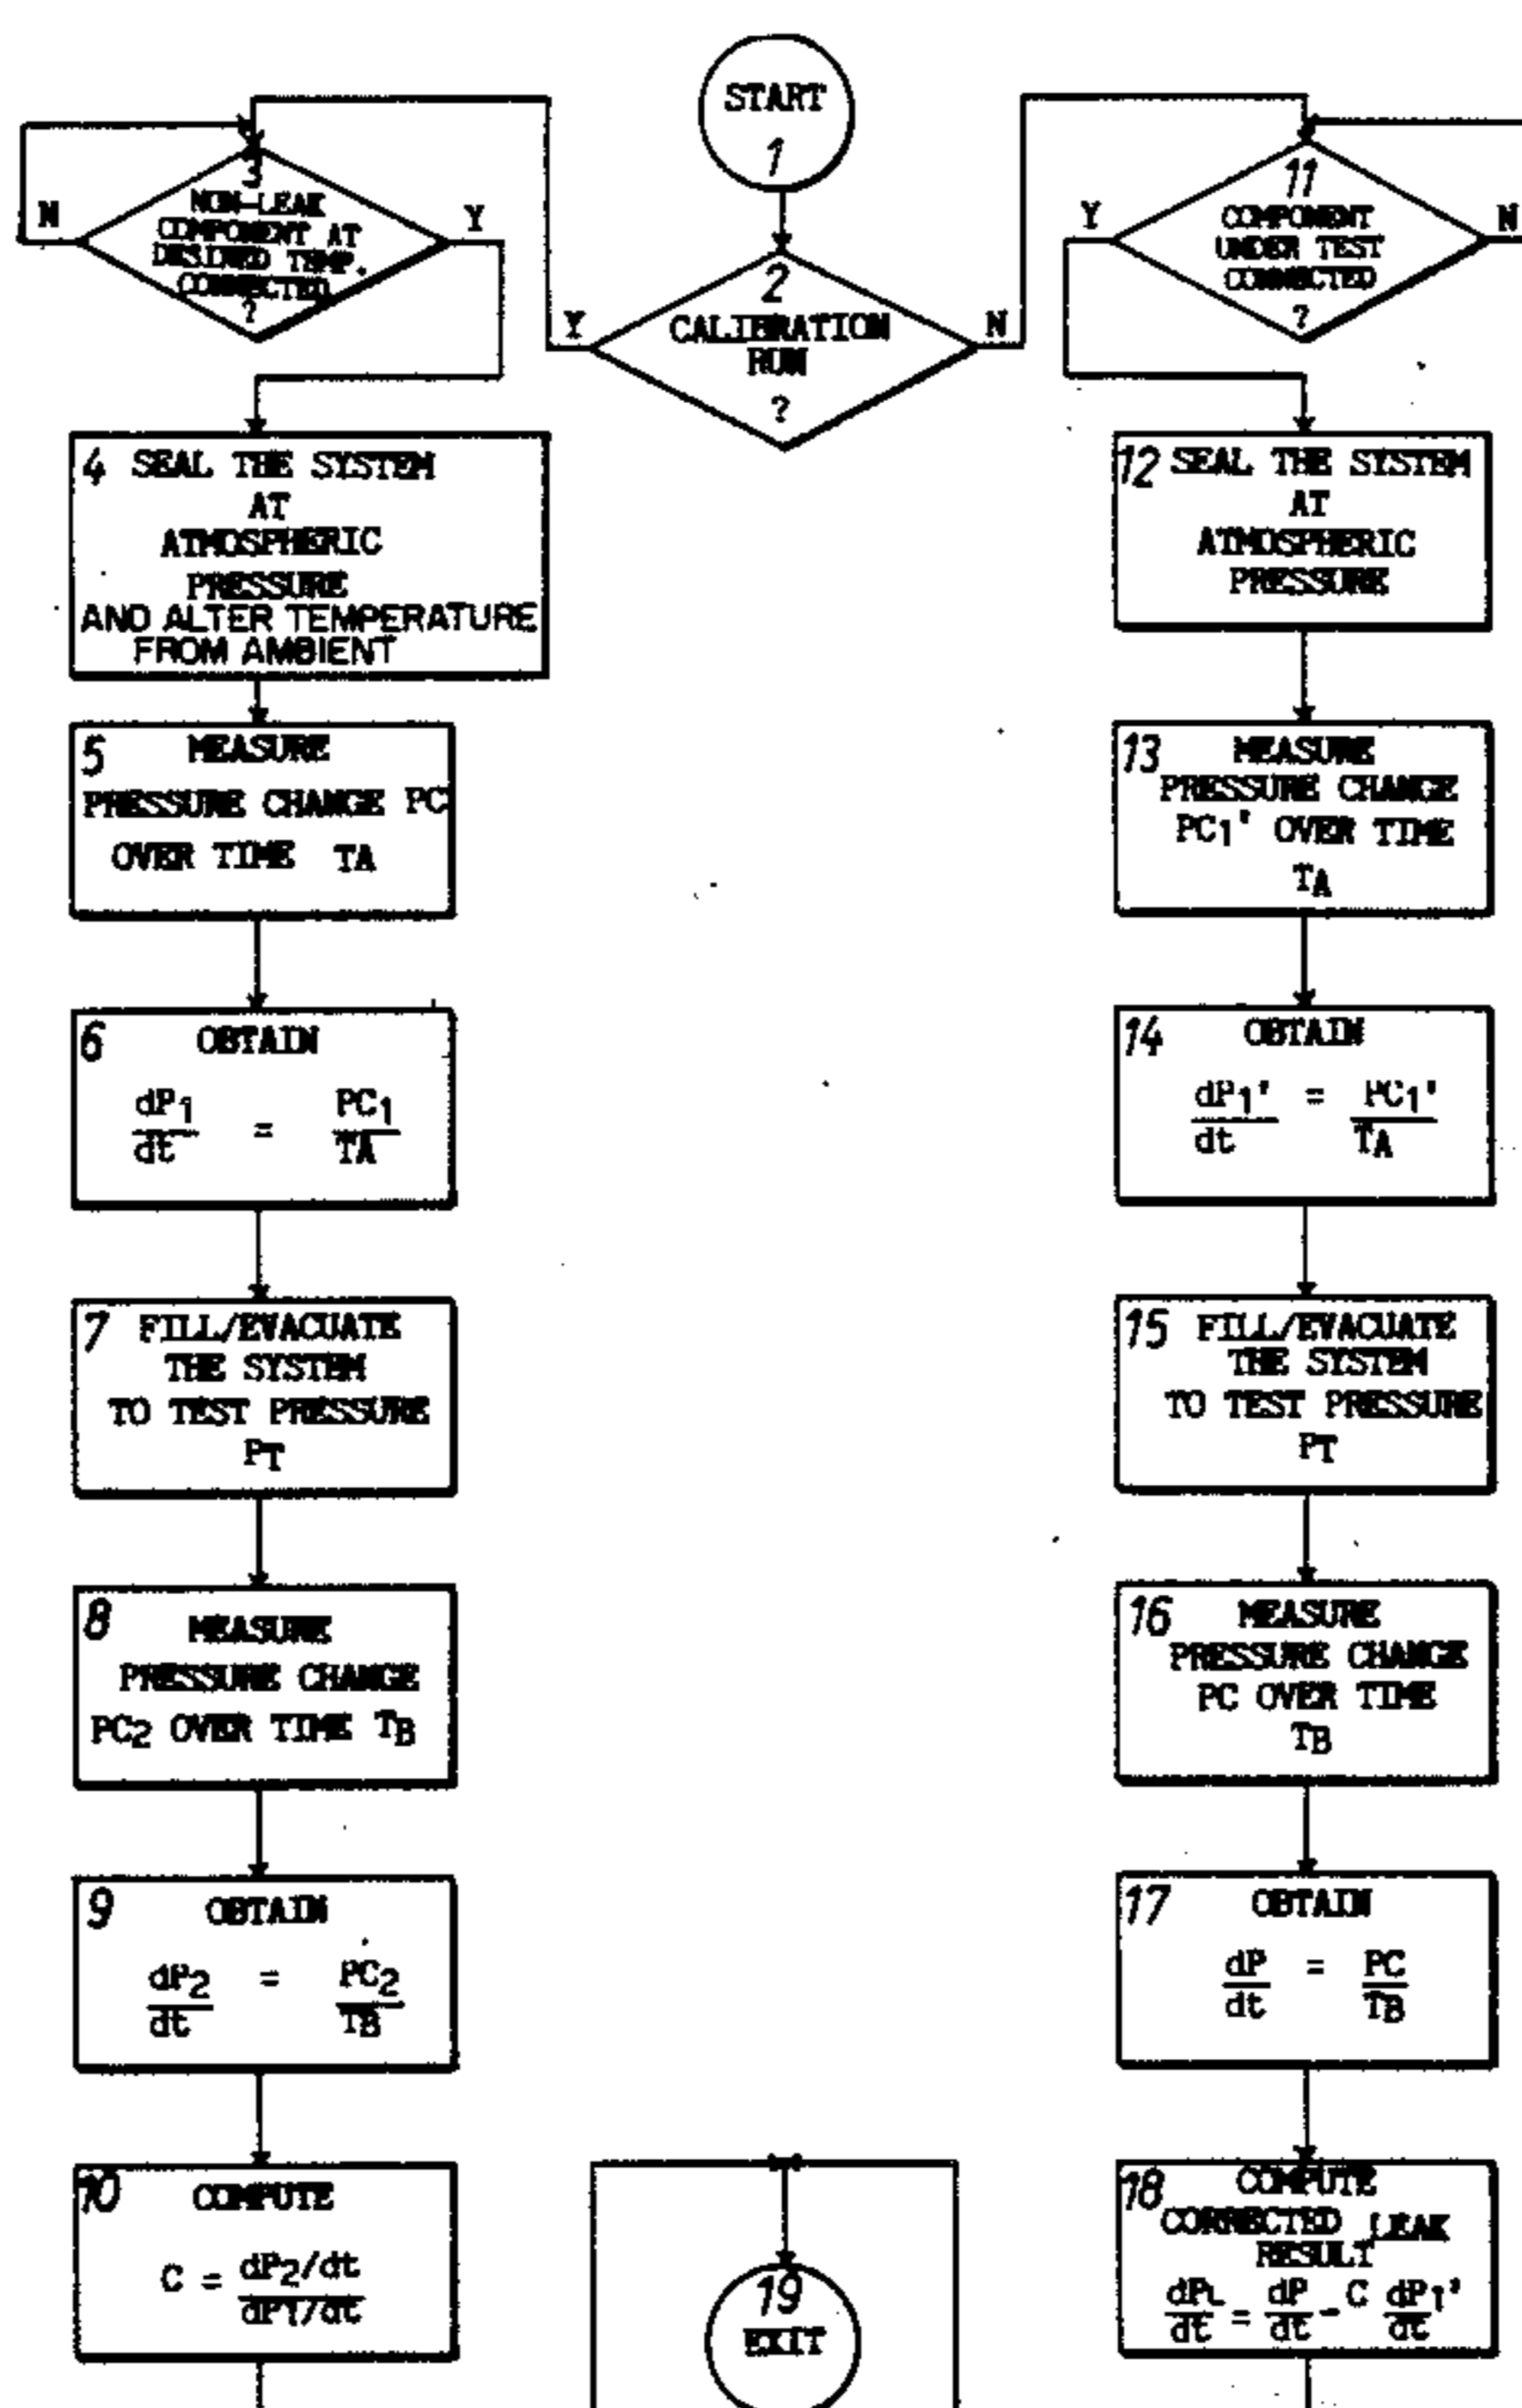 START
1
2
CALIBRATION
RUN
?
Y
N
3
NON-LEAK
COMPONENT AT
DESIRED TEMP.
CONNECTED
?
N
Y
4 SEAL THE SYSTEM
AT
ATMOSPHERIC
PRESSURE
AND ALTER TEMPERATURE
FROM AMBIENT
5 MEASURE
PRESSURE CHANGE PC
OVER TIME TA
6 OBTAIN
dP1/dt = PC1/TA
7 FILL/EVACUATE
THE SYSTEM
TO TEST PRESSURE
PT
8 MEASURE
PRESSURE CHANGE
PC2 OVER TIME TB
9 OBTAIN
dP2/dt = PC2/TB
10 COMPUTE
C = dP2/dt / dP1/dt
11
COMPONENT
UNDER TEST
CONNECTED
?
Y
N
12 SEAL THE SYSTEM
AT
ATMOSPHERIC
PRESSURE
13 MEASURE
PRESSURE CHANGE
PC1' OVER TIME
TA
14 OBTAIN
dP1'/dt = PC1'/TA
15 FILL/EVACUATE
THE SYSTEM
TO TEST PRESSURE
PT
16 MEASURE
PRESSURE CHANGE
PC OVER TIME
TB
17 OBTAIN
dP/dt = PC/TB
18 COMPUTE
CORRECTED LEAK
RESULT
dPL/dt = dP/dt - C dP1'/dt
19
EXIT